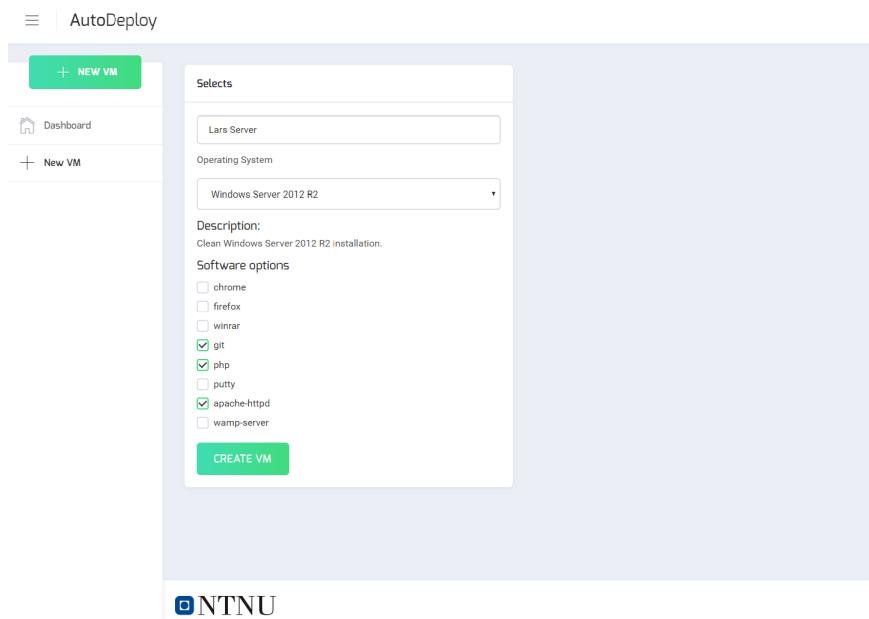 AutoDeploy
NEW VM
Dashboard
New VM
Selects
Lars Server
Operating System
Windows Server 2012 R2
Description:
Clean Windows Server 2012 R2 installation.
Software options
chrome
firefox
winrar
git
php
putty
apache-httpd
wamp-server
CREATE VM
NTNU